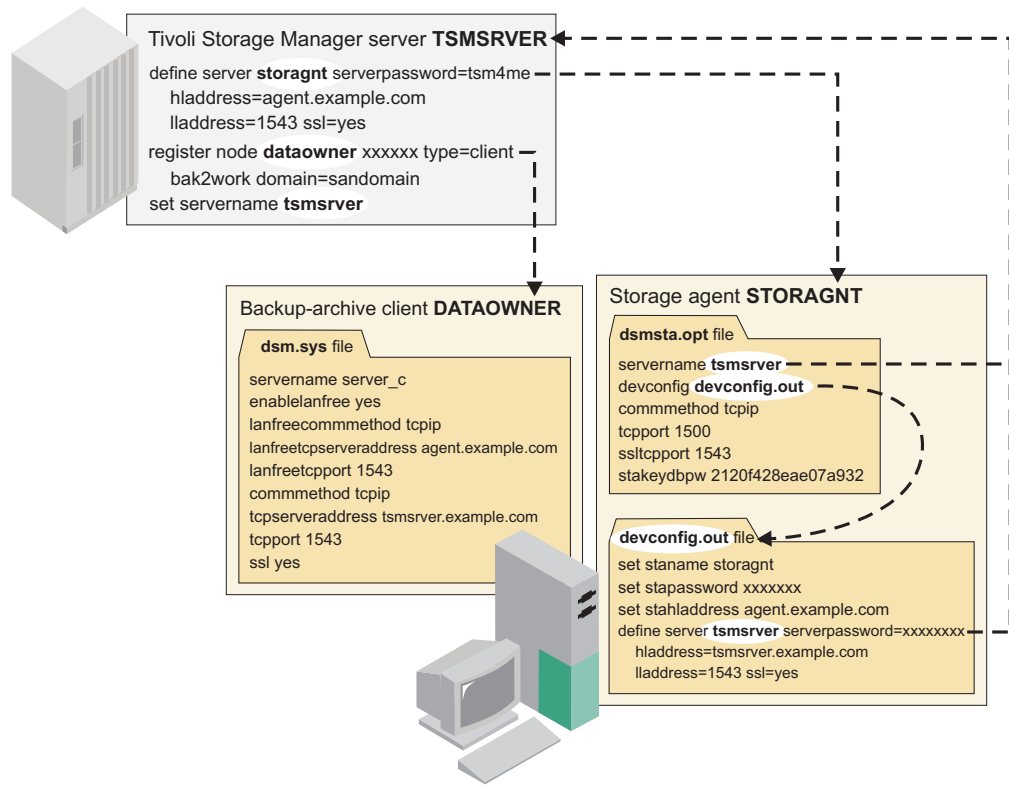 Tivoli Storage Manager server TSMSRVER
define server storagnt serverpassword=tsm4me
hladdress=agent.example.com
lladdress=1543 ssl=yes
register node dataowner xxxxxx type=client
bak2work domain=sandomain
set servername tsmsrver
Backup-archive client DATAOWNER
dsm.sys file
servername server_c
enablelanfree yes
lanfreecommmethod tcpip
lanfreetcpserveraddress agent.example.com
lanfreetcpport 1543
commmethod tcpip
tcpserveraddress tsmsrver.example.com
tcpport 1543
ssl yes
Storage agent STORAGNT
dsmsta.opt file
servername tsmsrver
devconfig devconfig.out
commmethod tcpip
tcpport 1500
ssltcpport 1543
stakeydbpw 2120f428eae07a932
devconfig.out file
set staname storagnt
set stapassword xxxxxxx
set stahladdress agent.example.com
define server tsmsrver serverpassword=xxxxxxxx
hladdress=tsmsrver.example.com
lladdress=1543 ssl=yes